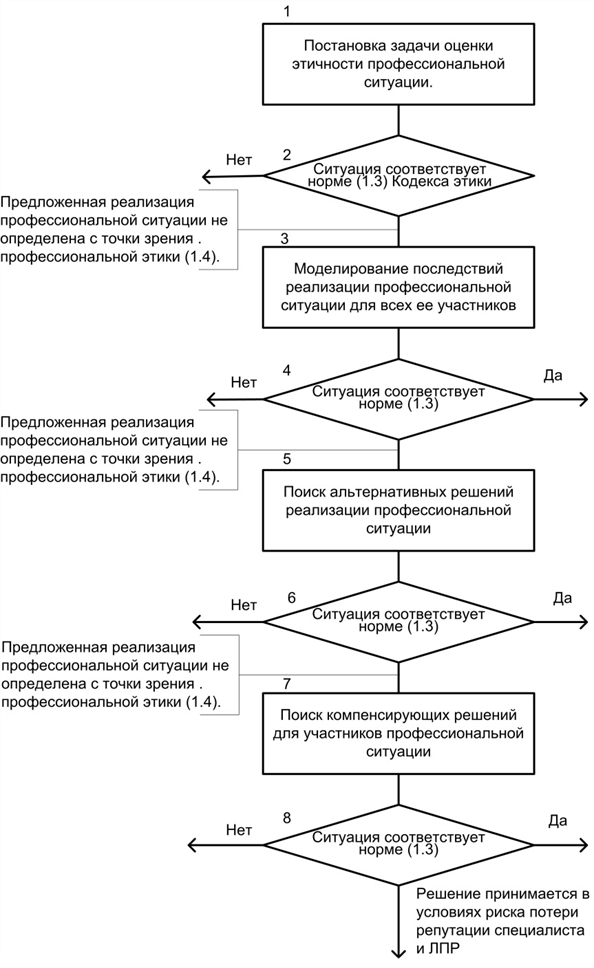 1
Постановка задачи оценки
этичности профессиональной
ситуации.
Нет
2
Ситуация соответствует
норме (1.3) Кодекса этики
Предложенная реализация
профессиональной ситуации не
определена с точки зрения .
профессиональной этики (1.4).
3
Моделирование последствий
реализации профессиональной
ситуации для всех ее участников
Нет
4
Ситуация соответствует
норме (1.3)
Да
Предложенная реализация
профессиональной ситуации не
определена с точки зрения .
профессиональной этики (1.4).
5
Поиск альтернативных решений
реализации профессиональной
ситуации
Нет
6
Ситуация соответствует
норме (1.3)
Да
Предложенная реализация
профессиональной ситуации не
определена с точки зрения .
профессиональной этики (1.4).
7
Поиск компенсирующих решений
для участников профессиональной
ситуации
Нет
8
Ситуация соответствует
норме (1.3)
Да
Решение принимается в
условиях риска потери
репутации специалиста
и ЛПР